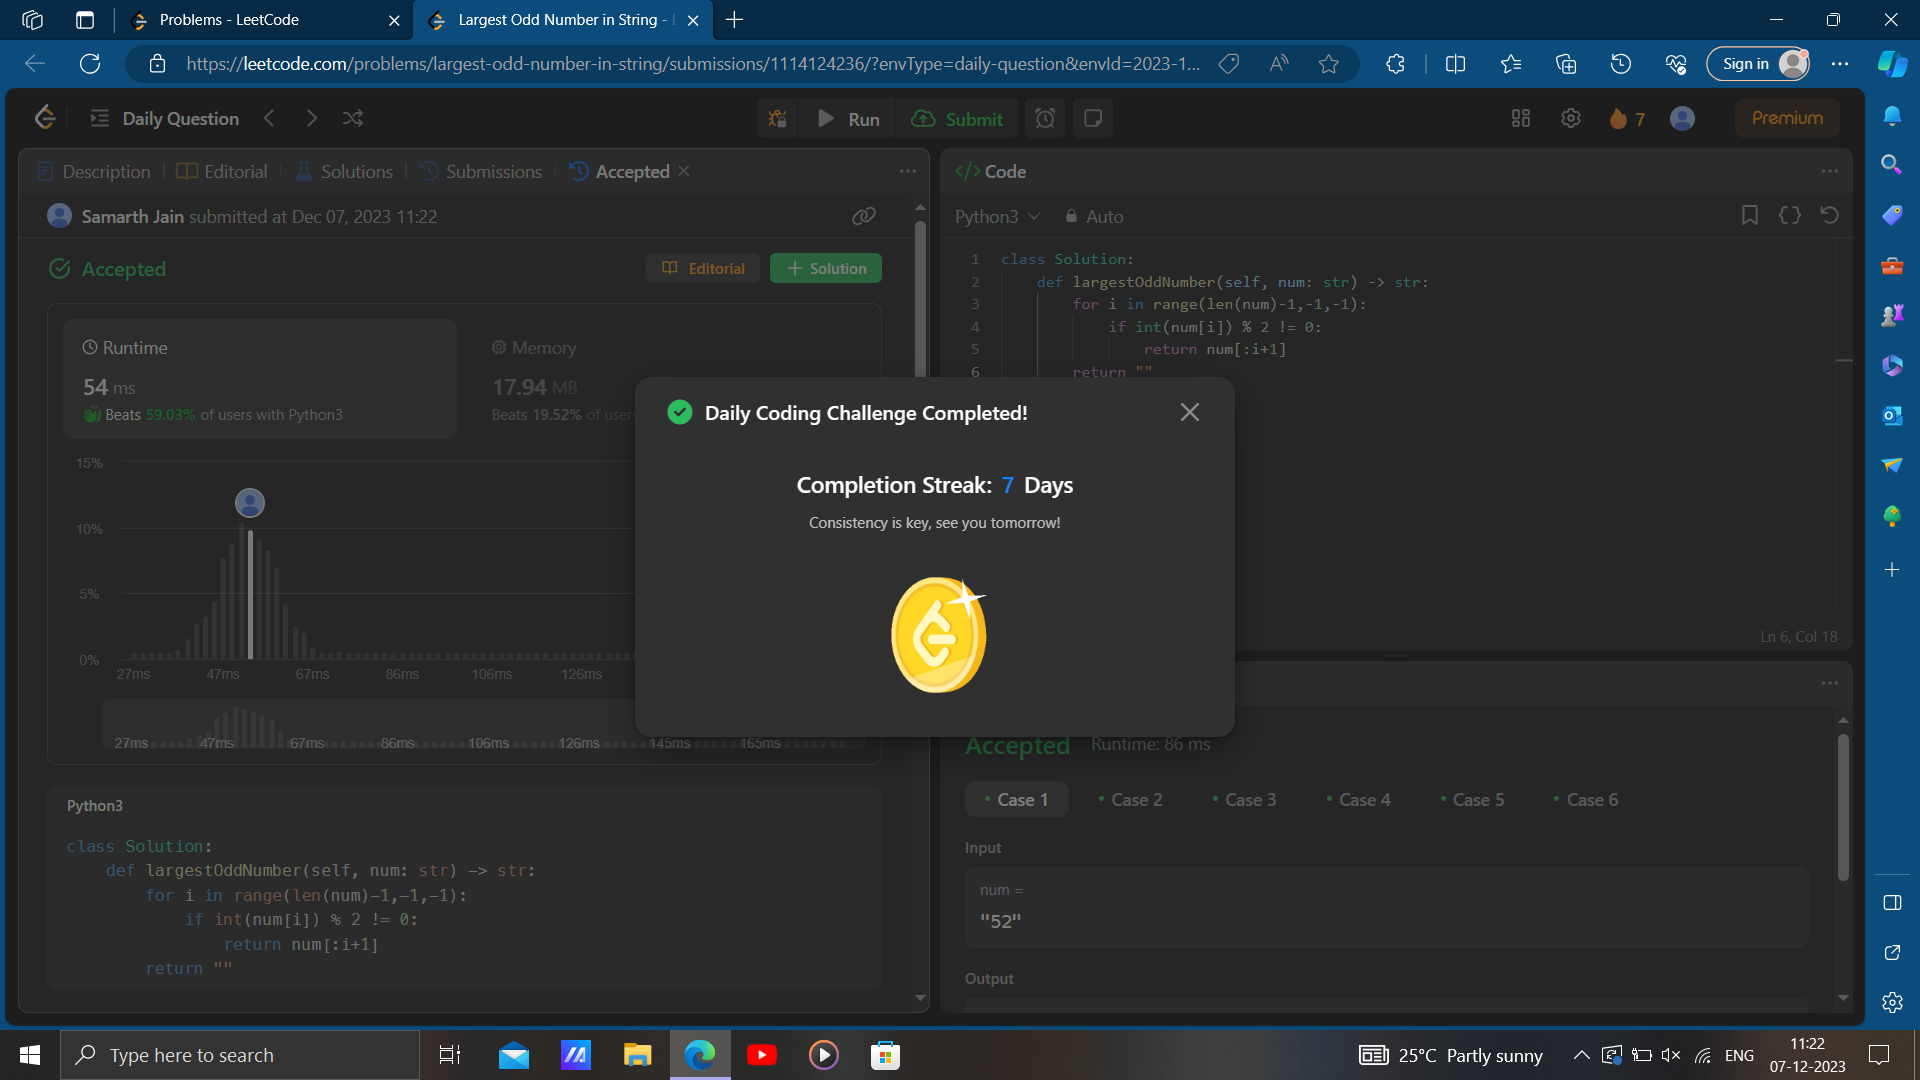 Problems - LeetCode
Largest Odd Number in String -
https://leetcode.com/problems/largest-odd-number-in-string/submissions/1114124236/?envType=daily-question&envId=2023-1...
Sign in
Daily Question
Run
Submit
7
Premium
Description
Editorial
Solutions
Submissions
Accepted
Samarth Jain submitted at Dec 07, 2023 11:22
Accepted
Editorial
Solution
Runtime
54 ms
Beats 59.03% of users with Python3
Memory
17.94 MB
Beats 19.52% of users
15%
10%
5%
0%
27ms 47ms 67ms 86ms 106ms 126ms
27ms 47ms 67ms 86ms 106ms 126ms 145ms 165ms
Python3
class Solution:
def largestOddNumber(self, num: str) -> str:
for i in range(len(num)-1,-1,-1):
if int(num[i]) % 2 != 0:
return num[:i+1]
return ""
</> Code
Python3
Auto
1 class Solution:
2 def largestOddNumber(self, num: str) -> str:
3 for i in range(len(num)-1,-1,-1):
4 if int(num[i]) % 2 != 0:
5 return num[:i+1]
6 return ""
Ln 6, Col 18
Daily Coding Challenge Completed!
Completion Streak: 7 Days
Consistency is key, see you tomorrow!
Accepted Runtime: 86 ms
Case 1
Case 2
Case 3
Case 4
Case 5
Case 6
Input
num =
"52"
Output
Type here to search
25°C Partly sunny
ENG
11:22
07-12-2023